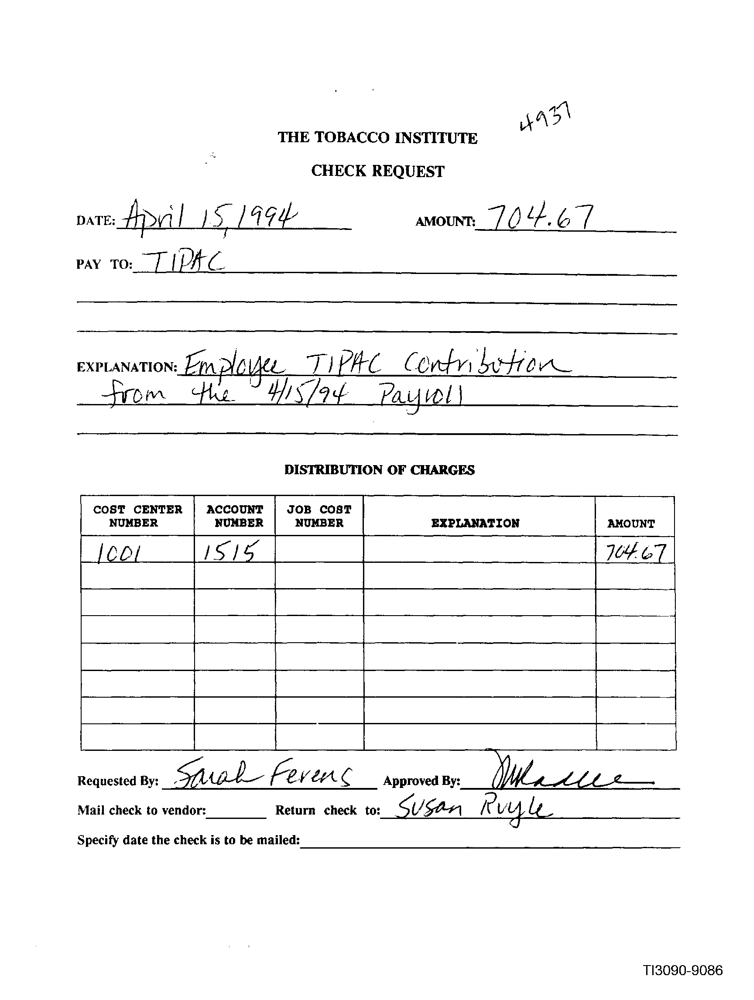 4937
THE TOBACCO INSTITUTE
CHECK REQUEST
DATE: April 15, 1994 AMOUNT: 704.67
PAY TO: TIPAC
EXPLANATION: Employee TIPAC Contribution
from the 4/15/94 Payroll
DISTRIBUTION OF CHARGES
COST CENTER NUMBER ACCOUNT NUMBER JOB COST NUMBER EXPLANATION AMOUNT
1001 1515 704.67
Requested By: Sarah Ferens Approved By:
Mail check to vendor: Return check to: Susan Ruyle
Specify date the check is to be mailed:
TI3090-9086